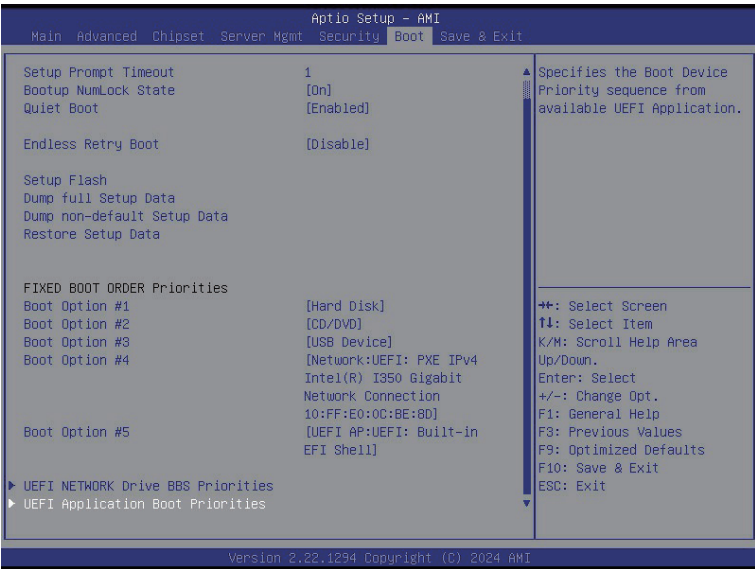 Aptio Setup – AMI
Main Advanced Chipset Server Mgmt Security Boot Save & Exit
Setup Prompt Timeout 1
Bootup NumLock State [On]
Quiet Boot [Enabled]
Endless Retry Boot [Disable]
Setup Flash
Dump full Setup Data
Dump non-default Setup Data
Restore Setup Data
FIXED BOOT ORDER Priorities
Boot Option #1 [Hard Disk]
Boot Option #2 [CD/DVD]
Boot Option #3 [USB Device]
Boot Option #4 [Network:UEFI: PXE IPv4
Intel(R) I350 Gigabit
Network Connection
10:FF:E0:0C:BE:8D]
Boot Option #5 [UEFI AP:UEFI: Built-in
EFI Shell]
UEFI NETWORK Drive BBS Priorities
UEFI Application Boot Priorities
Specifies the Boot Device
Priority sequence from
available UEFI Application.
→←: Select Screen
↑↓: Select Item
K/M: Scroll Help Area
Up/Down.
Enter: Select
+/-: Change Opt.
F1: General Help
F3: Previous Values
F9: Optimized Defaults
F10: Save & Exit
ESC: Exit
Version 2.22.1294 Copyright (C) 2024 AMI